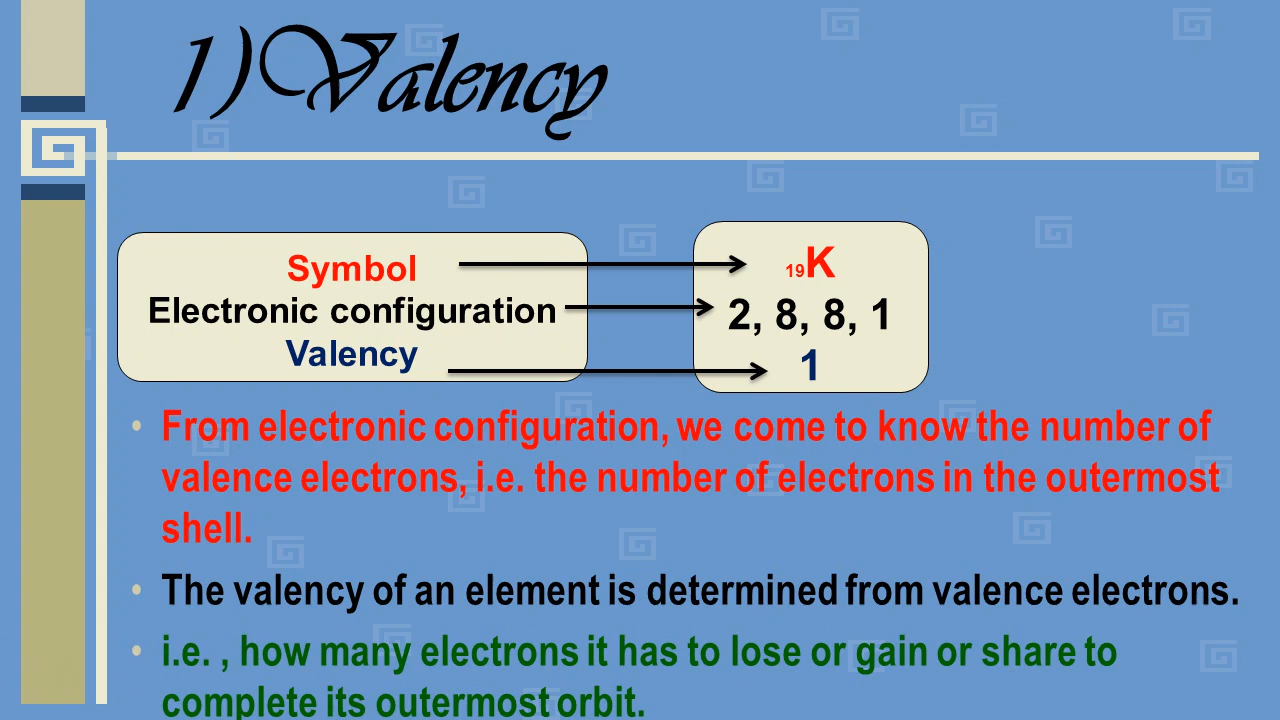 1)Valency
Symbol
Electronic configuration
Valency
19K
2, 8, 8, 1
1
• From electronic configuration, we come to know the number of
valence electrons, i.e. the number of electrons in the outermost
shell.
• The valency of an element is determined from valence electrons.
• i.e. , how many electrons it has to lose or gain or share to
complete its outermost orbit.